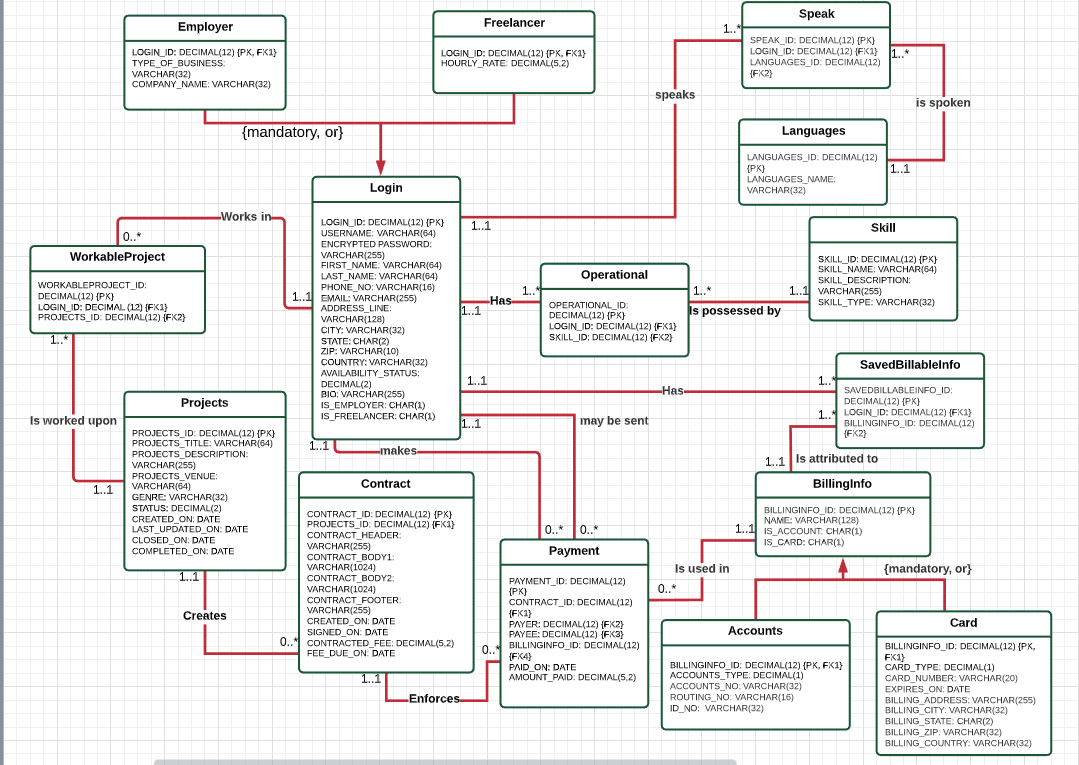 Employer
LOGIN_ID: DECIMAL(12) {PK, FK1}
TYPE_OF_BUSINESS:
VARCHAR(32)
COMPANY_NAME: VARCHAR(32)
Freelancer
LOGIN_ID: DECIMAL(12) {PK, FK1}
HOURLY_RATE: DECIMAL(5,2)
Speak
SPEAK_ID: DECIMAL(12) {PK}
LOGIN_ID: DECIMAL(12) {FK1}
LANGUAGES_ID: DECIMAL(12)
{FK2}
1..*
1..*
speaks
is spoken
{mandatory, or}
Languages
LANGUAGES_ID: DECIMAL(12)
{PK}
LANGUAGES_NAME:
VARCHAR(32)
1..1
Login
LOGIN_ID: DECIMAL(12) {PK}
USERNAME: VARCHAR(64)
ENCRYPTED PASSWORD:
VARCHAR(255)
FIRST_NAME: VARCHAR(64)
LAST_NAME: VARCHAR(64)
PHONE_NO: VARCHAR(16)
EMAIL: VARCHAR(255)
ADDRESS_LINE:
VARCHAR(128)
CITY: VARCHAR(32)
STATE: CHAR(2)
ZIP: VARCHAR(10)
COUNTRY: VARCHAR(32)
AVAILABILITY_STATUS:
DECIMAL(2)
BIO: VARCHAR(255)
IS_EMPLOYER: CHAR(1)
IS_FREELANCER: CHAR(1)
1..1
Works in
0..*
1..1
WorkableProject
WORKABLEPROJECT_ID:
DECIMAL(12) {PK}
LOGIN_ID: DECIMAL (12) {FK1}
PROJECTS_ID: DECIMAL(12) {FK2}
1..*
Is worked upon
1..1
Skill
SKILL_ID: DECIMAL(12) {PK}
SKILL_NAME: VARCHAR(64)
SKILL_DESCRIPTION:
VARCHAR(255)
SKILL_TYPE: VARCHAR(32)
Operational
OPERATIONAL_ID:
DECIMAL(12) {PK}
LOGIN_ID: DECIMAL(12) {FK1}
SKILL_ID: DECIMAL(12) {FK2}
Has
1..1
1..*
1..*
1..1
Is possessed by
SavedBillableInfo
SAVEDBILLABLEINFO_ID:
DECIMAL(12) {PK}
LOGIN_ID: DECIMAL(12) {FK1}
BILLINGINFO_ID: DECIMAL(12)
{FK2}
1..1
Has
1..*
1..*
Is attributed to
1..1
1..1
may be sent
1..1
makes
Projects
PROJECTS_ID: DECIMAL(12) {PK}
PROJECTS_TITLE: VARCHAR(64)
PROJECTS_DESCRIPTION:
VARCHAR(255)
PROJECTS_VENUE:
VARCHAR(64)
GENRE: VARCHAR(32)
STATUS: DECIMAL(2)
CREATED_ON: DATE
LAST_UPDATED_ON: DATE
CLOSED_ON: DATE
COMPLETED_ON: DATE
1..1
Creates
0..*
Contract
CONTRACT_ID: DECIMAL(12) {PK}
PROJECTS_ID: DECIMAL(12) {FK1}
CONTRACT_HEADER:
VARCHAR(255)
CONTRACT_BODY1:
VARCHAR(1024)
CONTRACT_BODY2:
VARCHAR(1024)
CONTRACT_FOOTER:
VARCHAR(255)
CREATED_ON: DATE
SIGNED_ON: DATE
CONTRACTED_FEE: DECIMAL(5,2)
FEE_DUE_ON: DATE
1..1
Enforces
0..*
0..*
0..*
Payment
PAYMENT_ID: DECIMAL(12)
{PK}
CONTRACT_ID: DECIMAL(12)
{FK1}
PAYER: DECIMAL(12) {FK2}
PAYEE: DECIMAL(12) {FK3}
BILLINGINFO_ID: DECIMAL(12)
{FK4}
PAID_ON: DATE
AMOUNT_PAID: DECIMAL(5,2)
0..*
Is used in
1..1
BillingInfo
BILLINGINFO_ID: DECIMAL(12) {PK}
NAME: VARCHAR(128)
IS_ACCOUNT: CHAR(1)
IS_CARD: CHAR(1)
{mandatory, or}
Accounts
BILLINGINFO_ID: DECIMAL(12) {PK, FK1}
ACCOUNTS_TYPE: DECIMAL(1)
ACCOUNTS_NO: VARCHAR(32)
ROUTING_NO: VARCHAR(16)
ID_NO: VARCHAR(32)
Card
BILLINGINFO_ID: DECIMAL(12) {PK,
FK1}
CARD_TYPE: DECIMAL(1)
CARD_NUMBER: VARCHAR(20)
EXPIRES_ON: DATE
BILLING_ADDRESS: VARCHAR(255)
BILLING_CITY: VARCHAR(32)
BILLING_STATE: CHAR(2)
BILLING_ZIP: VARCHAR(32)
BILLING_COUNTRY: VARCHAR(32)